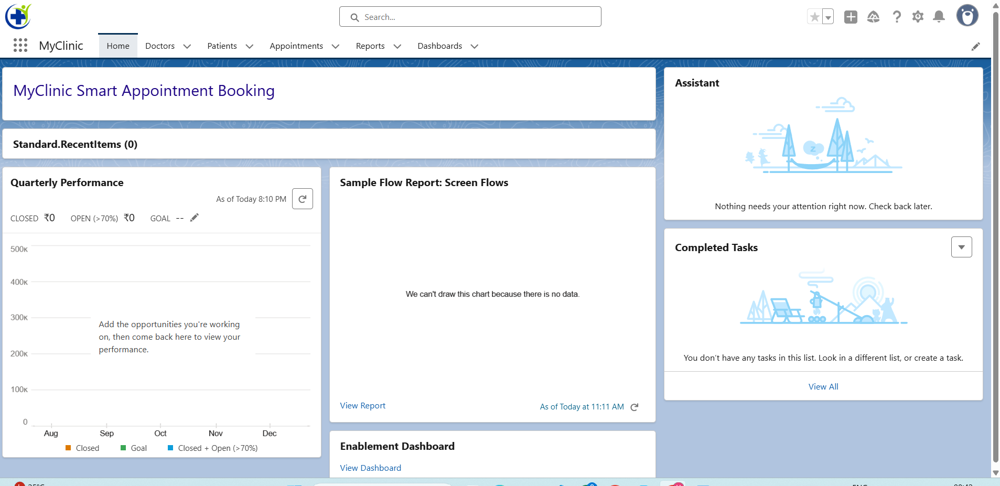 Search...
MyClinic
Home
Doctors
Patients
Appointments
Reports
Dashboards
MyClinic Smart Appointment Booking
Standard.RecentItems (0)
Quarterly Performance
As of Today 8:10 PM
CLOSED ₹0 OPEN (>70%) ₹0 GOAL --
500K
400K
300K
200K
100K
0
Add the opportunities you're working
on, then come back here to view your
performance.
Aug Sep Oct Nov Dec
Closed Goal Closed + Open (>70%)
Sample Flow Report: Screen Flows
We can't draw this chart because there is no data.
View Report
As of Today at 11:11 AM
Enablement Dashboard
View Dashboard
Assistant
z
Nothing needs your attention right now. Check back later.
Completed Tasks
You don’t have any tasks in this list. Look in a different list, or create a task.
View All